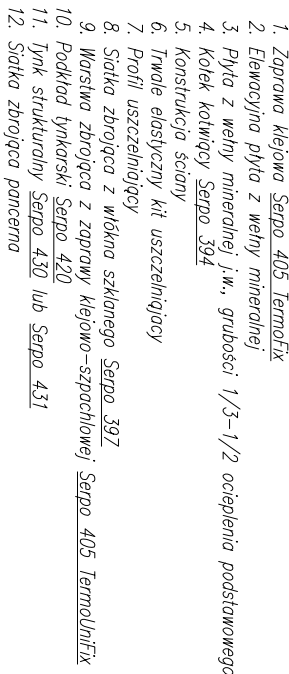 1. Zaprawa klejowa Serpo 405 TermoFix
2. Elewacyjna płyta z wełny mineralnej
3. Płyta z wełny mineralnej j.w., grubości 1/3-1/2 ocieplenia podstawowego
4. Kołek kotwiący Serpo 394
5. Konstrukcja ściany
6. Trwale elastyczny kit uszczelniający
7. Profil uszczelniający
8. Siatka zbrojąca z włókna szklanego Serpo 397
9. Warstwa zbrojąca z zaprawy klejowo-szpachlowej Serpo 405 TermoUniFix
10. Podkład tynkarski Serpo 420
11. Tynk strukturalny Serpo 430 lub Serpo 431
12. Siatka zbrojąca pancerna